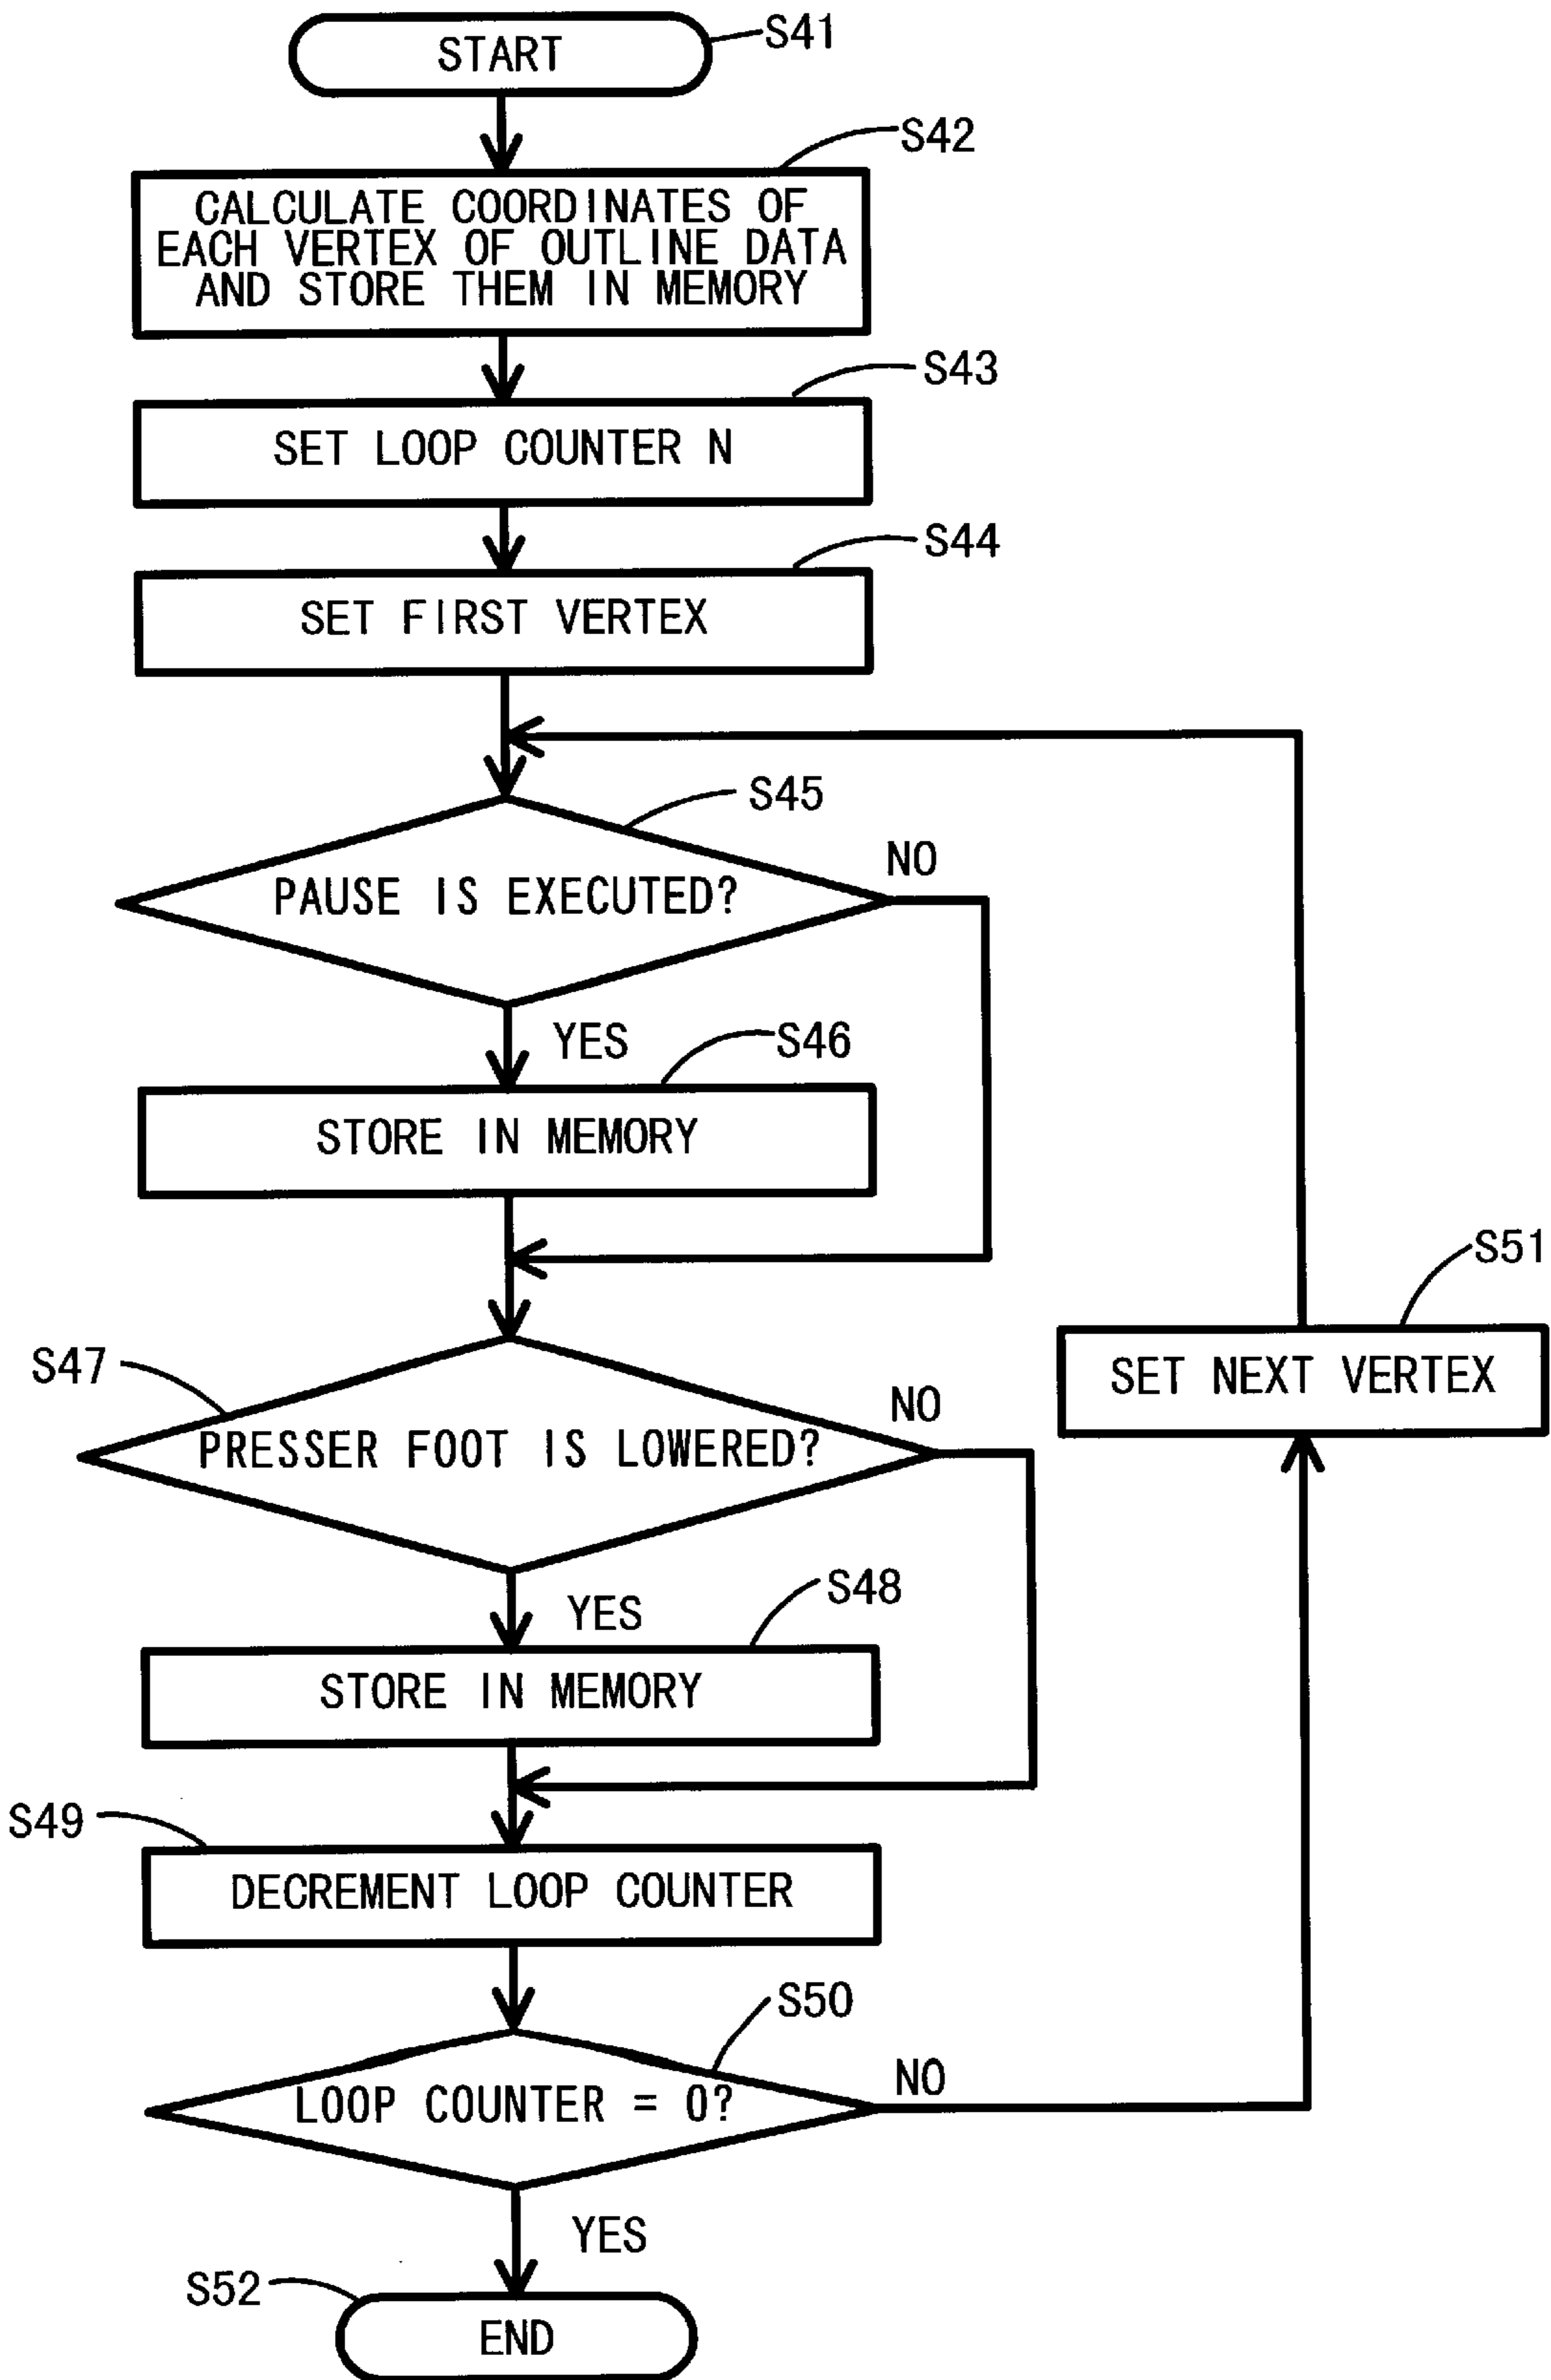 START
S41
S42
CALCULATE COORDINATES OF
EACH VERTEX OF OUTLINE DATA
AND STORE THEM IN MEMORY
S43
SET LOOP COUNTER N
S44
SET FIRST VERTEX
S45
NO
PAUSE IS EXECUTED?
YES
S46
STORE IN MEMORY
S51
SET NEXT VERTEX
S47
NO
PRESSER FOOT IS LOWERED?
YES
S48
STORE IN MEMORY
S49
DECREMENT LOOP COUNTER
S50
NO
LOOP COUNTER = 0?
YES
S52
END